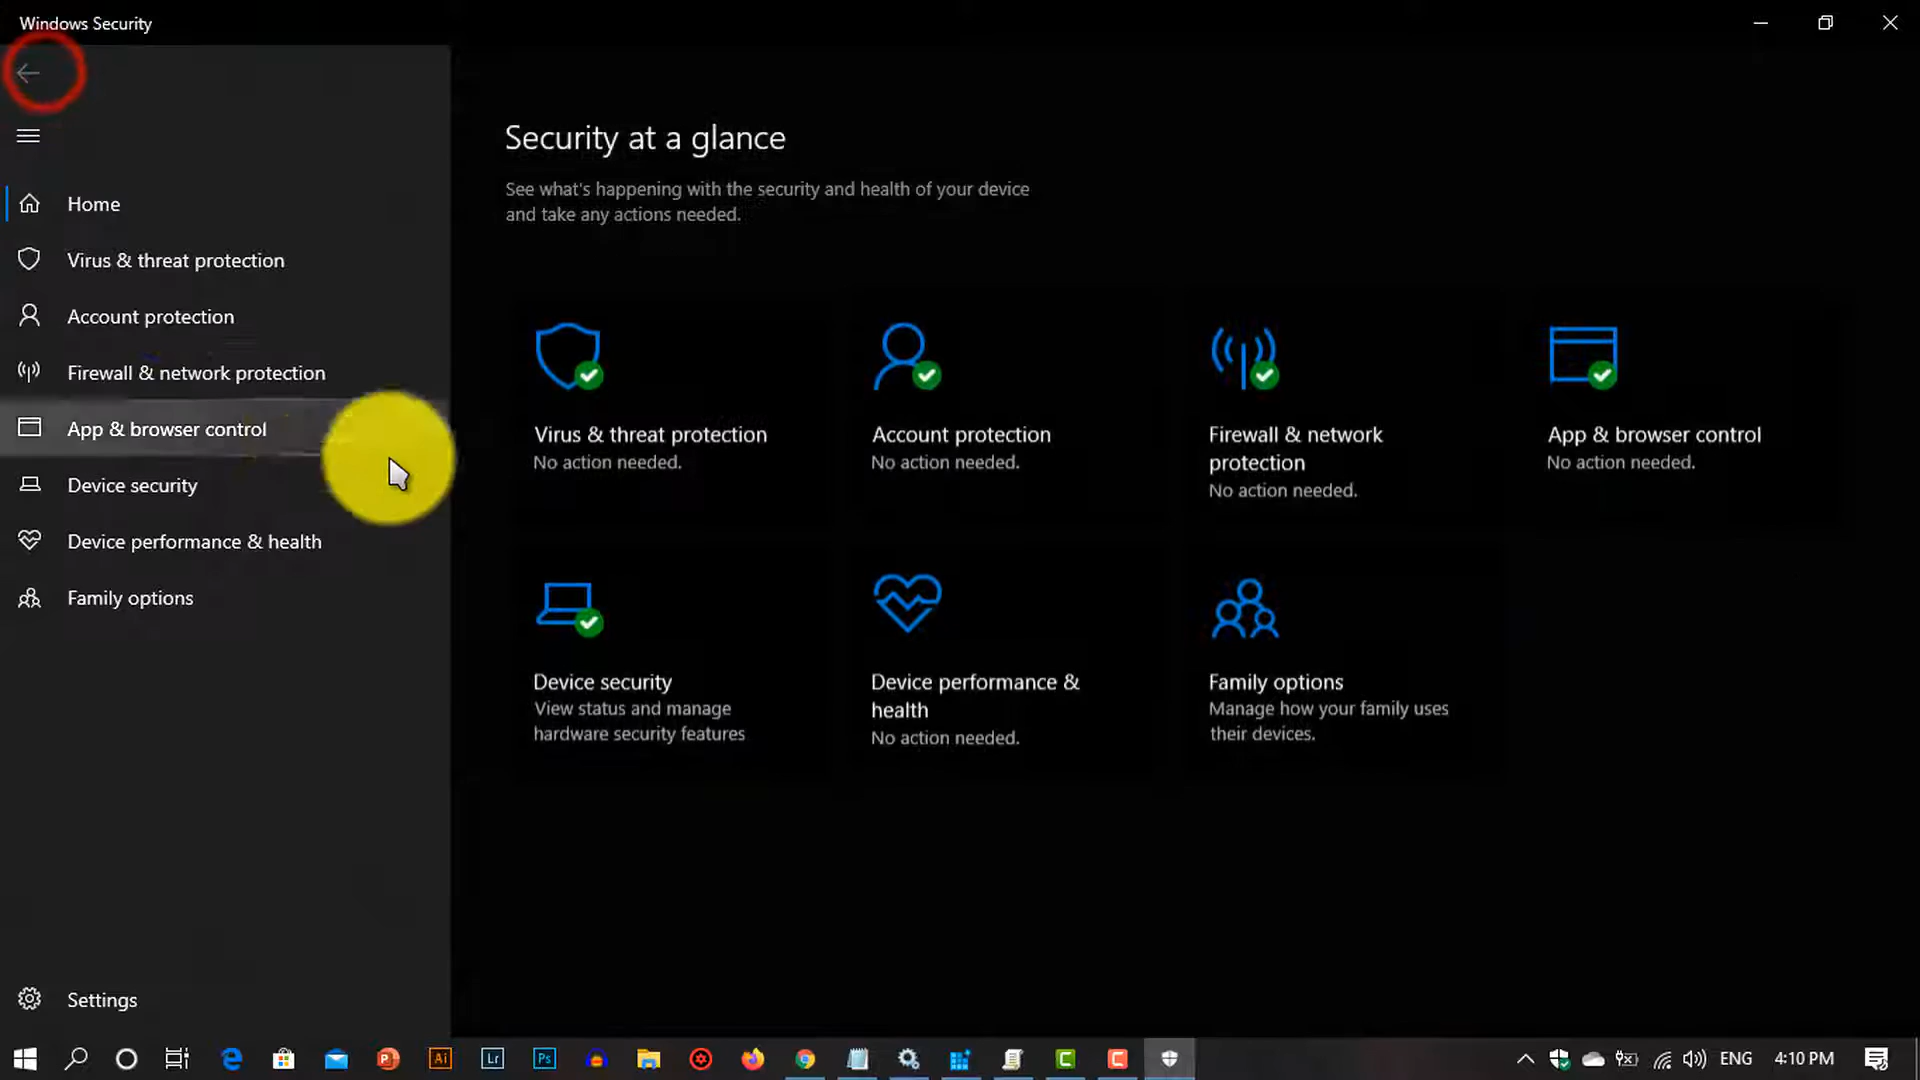 Windows Security
Home
Virus & threat protection
Account protection
Firewall & network protection
App & browser control
Device security
Device performance & health
Family options
Settings
Security at a glance
See what's happening with the security and health of your device
and take any actions needed.
Virus & threat protection
No action needed.
Account protection
No action needed.
Firewall & network
protection
No action needed.
App & browser control
No action needed.
Device security
View status and manage
hardware security features
Device performance &
health
No action needed.
Family options
Manage how your family uses
their devices.
Ai
Lr
Ps
ENG
4:10 PM